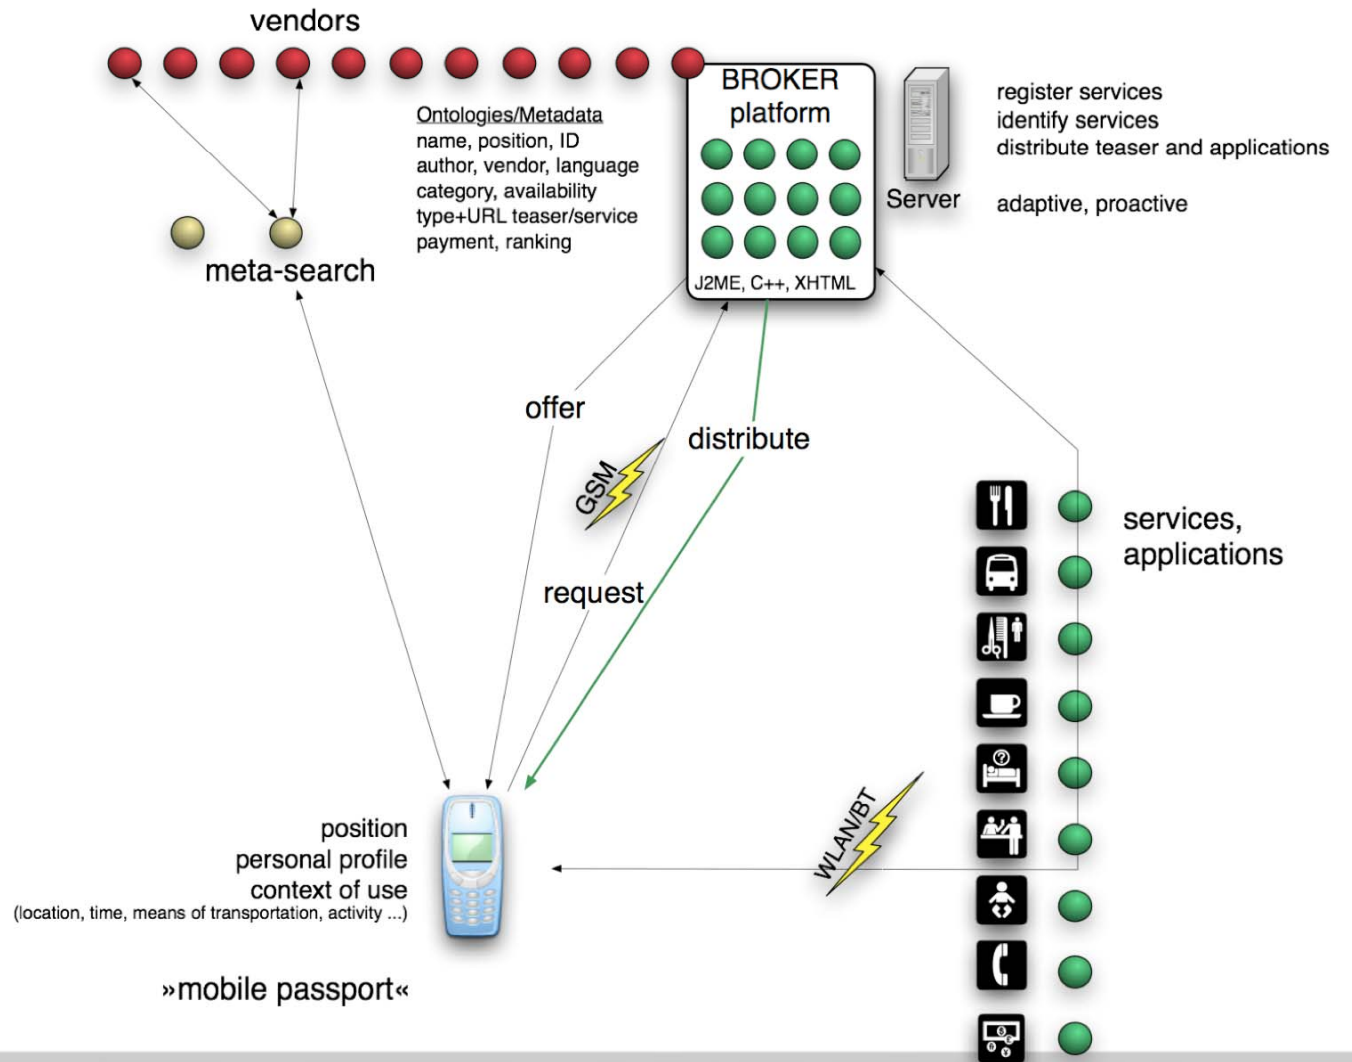 vendors
BROKER
platform
Ontologies/Metadata
name, position, ID
author, vendor, language
category, availability
type+URL teaser/service
payment, ranking
J2ME, C++, XHTML
Server
register services
identify services
distribute teaser and applications
adaptive, proactive
meta-search
offer
distribute
GSM
request
services,
applications
WLAN/BT
position
personal profile
context of use
(location, time, means of transportation, activity ...)
»mobile passport«
?